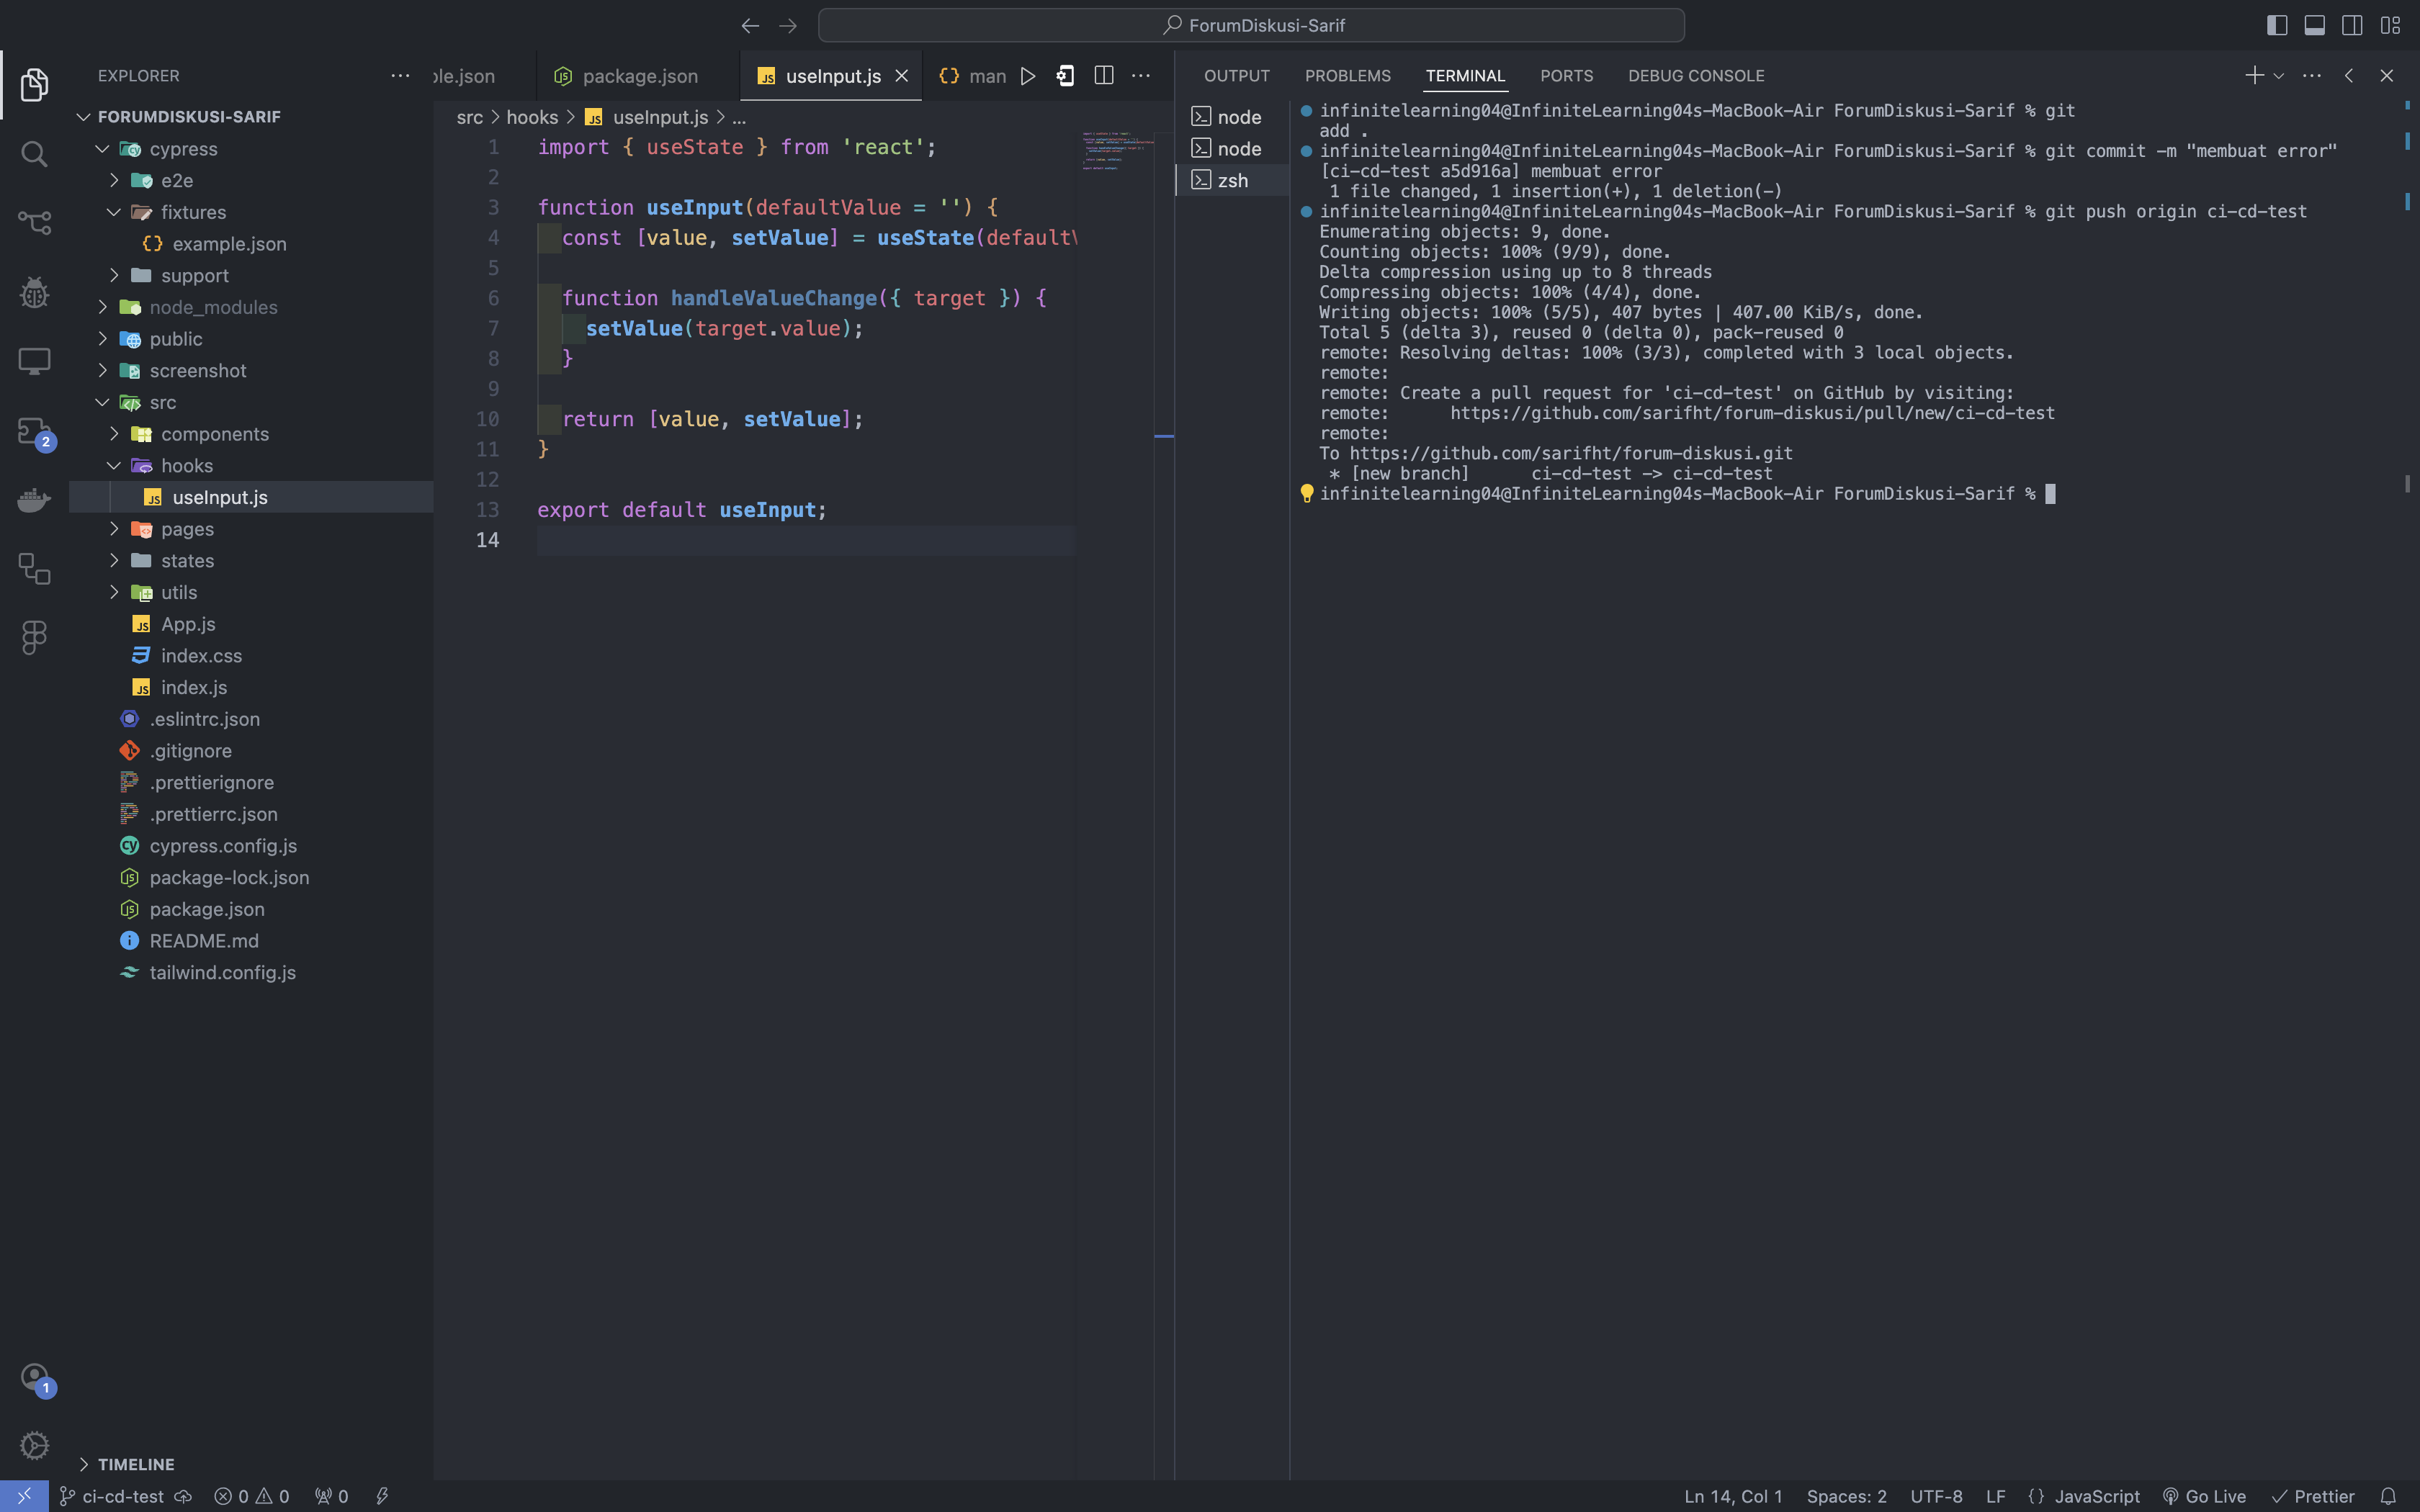 ForumDiskusi-Sarif
EXPLORER
FORUMDISKUSI-SARIF
cypress
e2e
fixtures
example.json
support
node_modules
public
screenshot
src
components
hooks
useInput.js
pages
states
utils
App.js
index.css
index.js
.eslintrc.json
.gitignore
.prettierignore
.prettierrc.json
cypress.config.js
package-lock.json
package.json
README.md
tailwind.config.js
TIMELINE
ple.json
package.json
useInput.js
man
src > hooks > useInput.js > ...
1 import { useState } from 'react';
2
3 function useInput(defaultValue = '') {
4 const [value, setValue] = useState(default
5
6 function handleValueChange({ target }) {
7 setValue(target.value);
8 }
9
10 return [value, setValue];
11 }
12
13 export default useInput;
14
OUTPUT PROBLEMS TERMINAL PORTS DEBUG CONSOLE
node
node
zsh
infinitelearning04@InfiniteLearning04s-MacBook-Air ForumDiskusi-Sarif % git
add .
infinitelearning04@InfiniteLearning04s-MacBook-Air ForumDiskusi-Sarif % git commit -m "membuat error"
[ci-cd-test a5d916a] membuat error
1 file changed, 1 insertion(+), 1 deletion(-)
infinitelearning04@InfiniteLearning04s-MacBook-Air ForumDiskusi-Sarif % git push origin ci-cd-test
Enumerating objects: 9, done.
Counting objects: 100% (9/9), done.
Delta compression using up to 8 threads
Compressing objects: 100% (4/4), done.
Writing objects: 100% (5/5), 407 bytes | 407.00 KiB/s, done.
Total 5 (delta 3), reused 0 (delta 0), pack-reused 0
remote: Resolving deltas: 100% (3/3), completed with 3 local objects.
remote:
remote: Create a pull request for 'ci-cd-test' on GitHub by visiting:
remote: https://github.com/sarifht/forum-diskusi/pull/new/ci-cd-test
remote:
To https://github.com/sarifht/forum-diskusi.git
* [new branch] ci-cd-test -> ci-cd-test
infinitelearning04@InfiniteLearning04s-MacBook-Air ForumDiskusi-Sarif %
2
1
ci-cd-test 0 0 0
Ln 14, Col 1 Spaces: 2 UTF-8 LF {} JavaScript Go Live Prettier